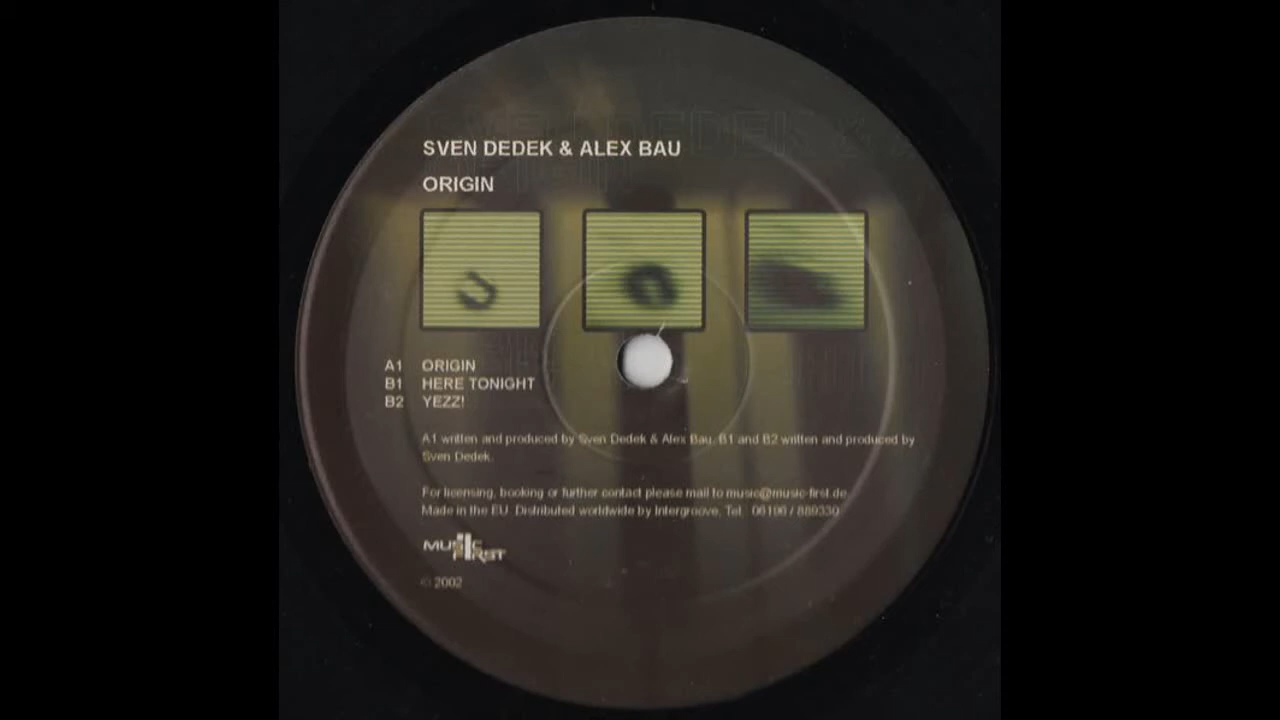 SVEN DEDEK & ALEX BAU
ORIGIN
A1 ORIGIN
B1 HERE TONIGHT
B2 YEZZ!
A1 written and produced by Sven Dedek & Alex Bau. B1 and B2 written and produced by
Sven Dedek.
For licensing, booking or further contact please mail to music@music-first.de
Made in the EU. Distributed worldwide by Intergroove, Tel.: 06196 / 889330
MUSIC
FIRST
© 2002